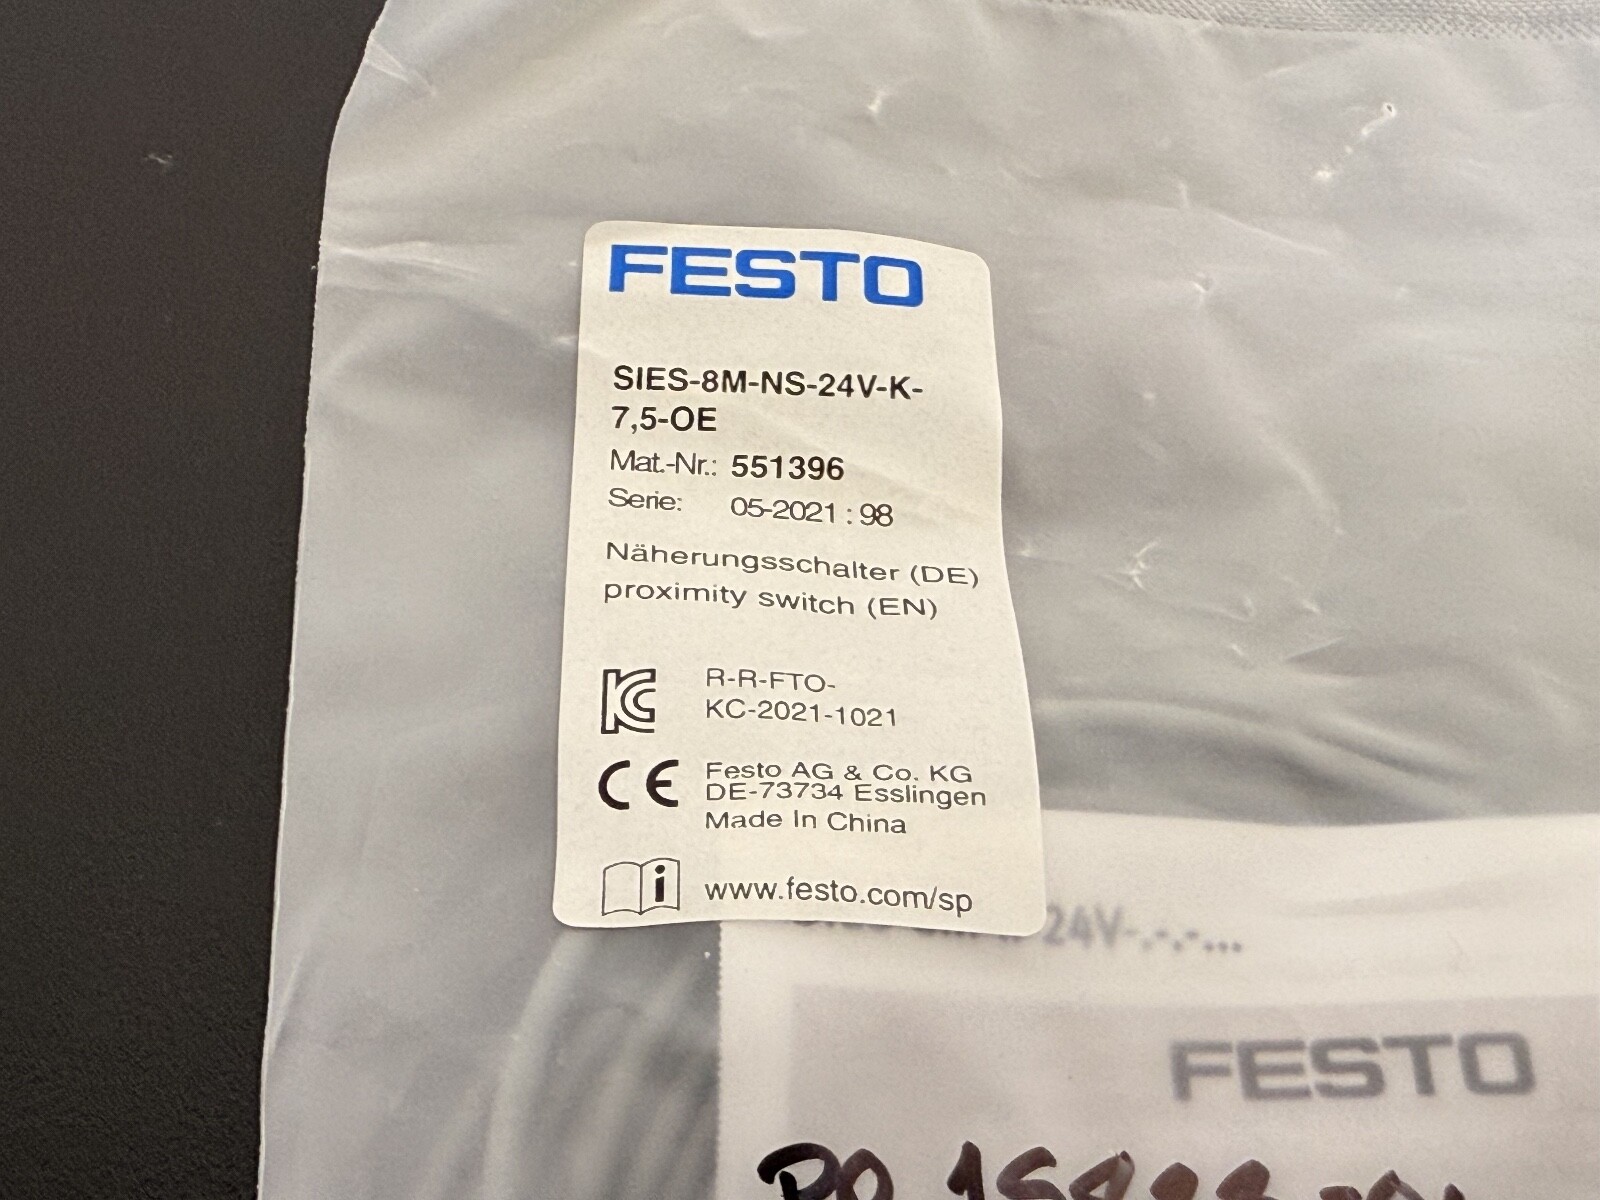 FESTO
SIES-8M-NS-24V-K-
7,5-OE
Mat.-Nr.: 551396
Serie: 05-2021 : 98
Näherungsschalter (DE)
proximity switch (EN)
R-R-FTO-
KC-2021-1021
CE Festo AG & Co. KG
DE-73734 Esslingen
Made In China
www.festo.com/sp
24V-.-.-...
FESTO